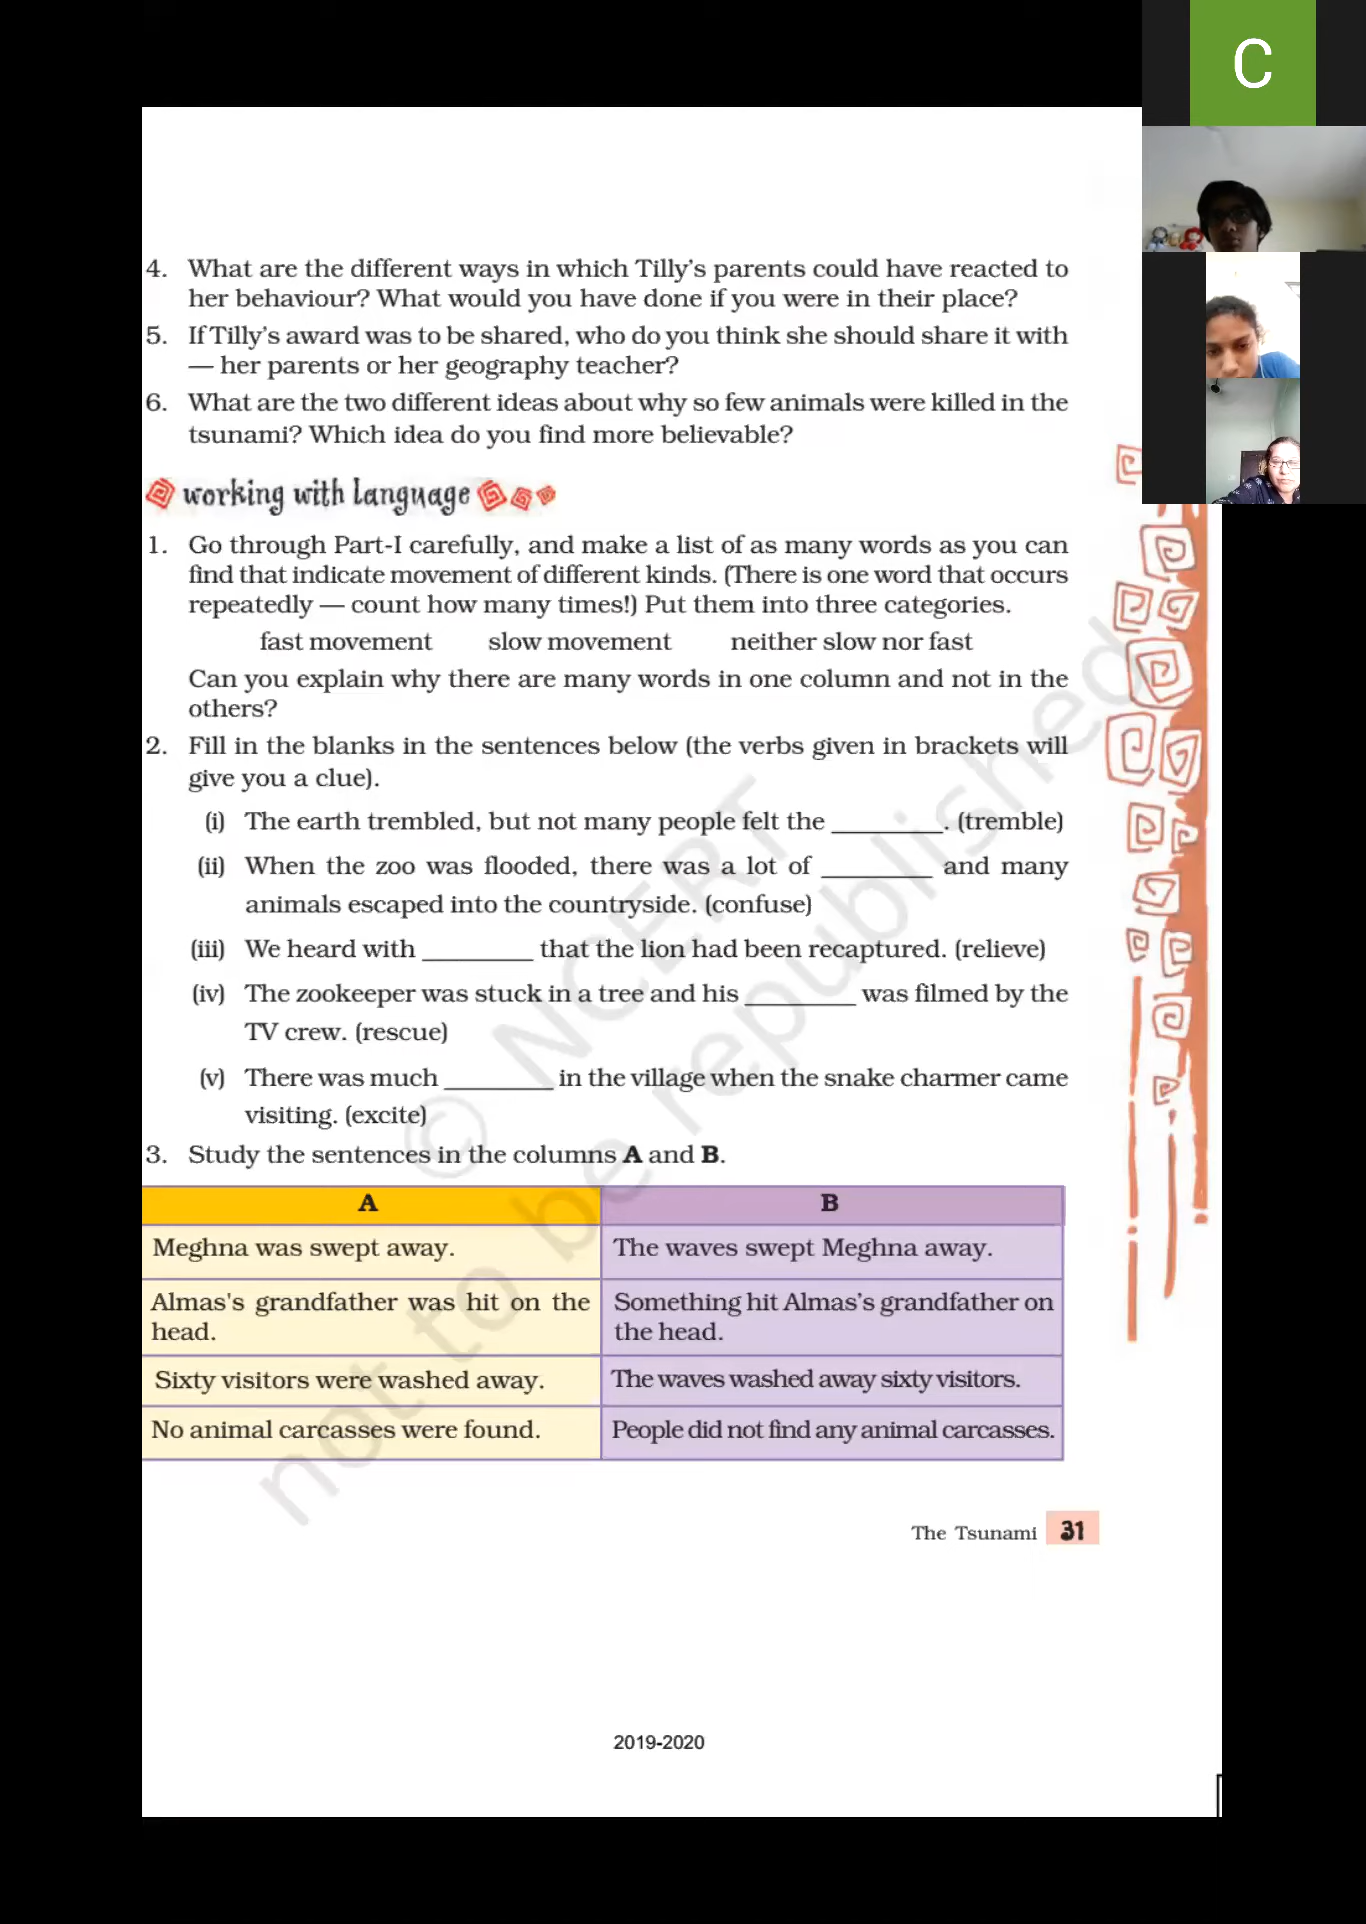 C
4. What are the different ways in which Tilly's parents could have reacted to
her behaviour? What would you have done if you were in their place?
5. If Tilly's award was to be shared, who do you think she should share it with
— her parents or her geography teacher?
6. What are the two different ideas about why so few animals were killed in the
tsunami? Which idea do you find more believable?
working with language
1. Go through Part-I carefully, and make a list of as many words as you can
find that indicate movement of different kinds. (There is one word that occurs
repeatedly — count how many times!) Put them into three categories.
fast movement slow movement neither slow nor fast
Can you explain why there are many words in one column and not in the
others?
2. Fill in the blanks in the sentences below (the verbs given in brackets will
give you a clue).
(i) The earth trembled, but not many people felt the ________. (tremble)
(ii) When the zoo was flooded, there was a lot of ________ and many
animals escaped into the countryside. (confuse)
(iii) We heard with ________ that the lion had been recaptured. (relieve)
(iv) The zookeeper was stuck in a tree and his ________ was filmed by the
TV crew. (rescue)
(v) There was much ________ in the village when the snake charmer came
visiting. (excite)
3. Study the sentences in the columns A and B.
A B
Meghna was swept away. The waves swept Meghna away.
Almas's grandfather was hit on the Something hit Almas's grandfather on
head. the head.
Sixty visitors were washed away. The waves washed away sixty visitors.
No animal carcasses were found. People did not find any animal carcasses.
© NCERT
not to be republished
The Tsunami 31
2019-2020